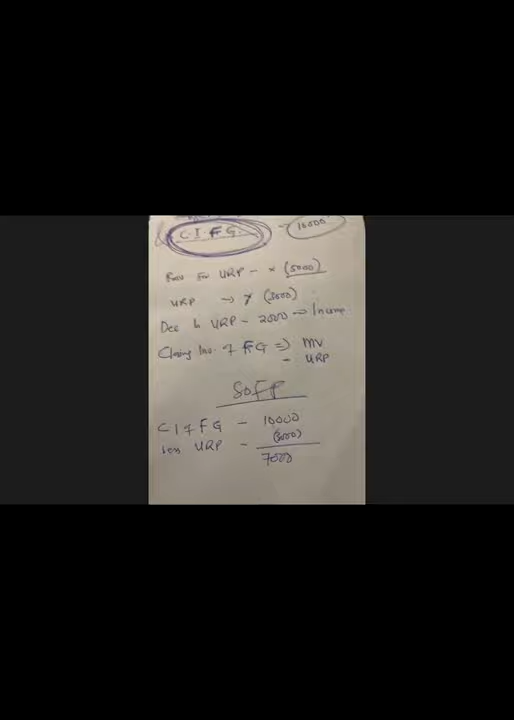 C.I FG. - 10000
Prov for URP - x (5000)
URP → y (3000)
Dec in URP - 2000 → Income
Closing Inv. of FG ⇒ MV
- URP
SOFP
C I of FG - 10000
less URP - (3000)
7000